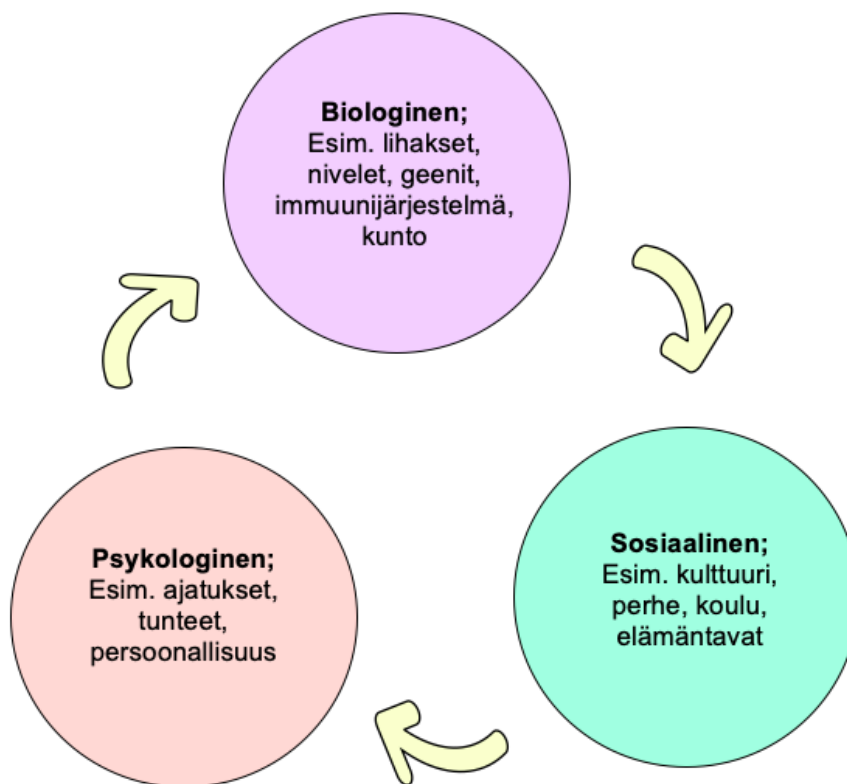 Biologinen;
Esim. lihakset,
nivelet, geenit,
immuunijärjestelmä,
kunto
Psykologinen;
Esim. ajatukset,
tunteet,
persoonallisuus
Sosiaalinen;
Esim. kulttuuri,
perhe, koulu,
elämäntavat